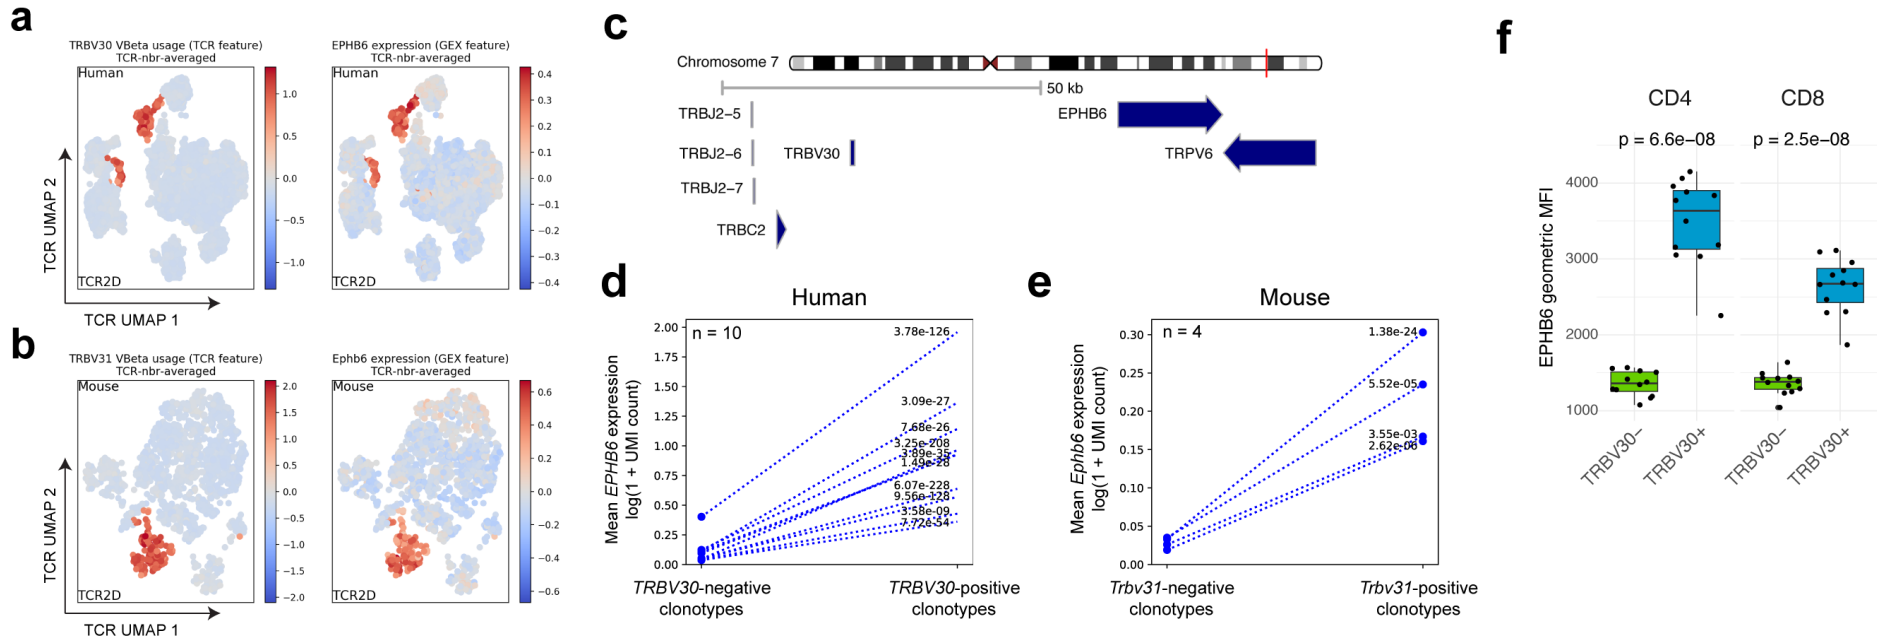 a
TRBV30 VBeta usage (TCR feature)
TCR-nbr-averaged
Human
TCR2D
1.0
0.5
0.0
−0.5
−1.0
EPHB6 expression (GEX feature)
TCR-nbr-averaged
Human
TCR2D
0.4
0.3
0.2
0.1
0.0
−0.1
−0.2
−0.3
−0.4
TCR UMAP 2
TCR UMAP 1
b
TRBV31 VBeta usage (TCR feature)
TCR-nbr-averaged
Mouse
TCR2D
2.0
1.5
1.0
0.5
0.0
−0.5
−1.0
−1.5
−2.0
Ephb6 expression (GEX feature)
TCR-nbr-averaged
Mouse
TCR2D
0.6
0.4
0.2
0.0
−0.2
−0.4
−0.6
TCR UMAP 2
TCR UMAP 1
c
Chromosome 7
50 kb
TRBJ2−5
EPHB6
TRBJ2−6
TRBV30
TRPV6
TRBJ2−7
TRBC2
d
Human
n = 10
2.00
1.75
1.50
1.25
1.00
0.75
0.50
0.25
0.00
Mean EPHB6 expression
log(1 + UMI count)
3.78e-126
3.09e-27
7.68e-26
3.25e-208
3.89e-35
1.49e-28
6.07e-228
9.56e-128
3.58e-09
7.72e-54
TRBV30-negative
clonotypes
TRBV30-positive
clonotypes
e
Mouse
n = 4
0.30
0.25
0.20
0.15
0.10
0.05
0.00
Mean Ephb6 expression
log(1 + UMI count)
1.38e-24
5.52e-05
3.55e-03
2.62e-06
Trbv31-negative
clonotypes
Trbv31-positive
clonotypes
f
CD4
CD8
p = 6.6e−08
p = 2.5e−08
EPHB6 geometric MFI
4000
3000
2000
1000
TRBV30−
TRBV30+
TRBV30−
TRBV30+